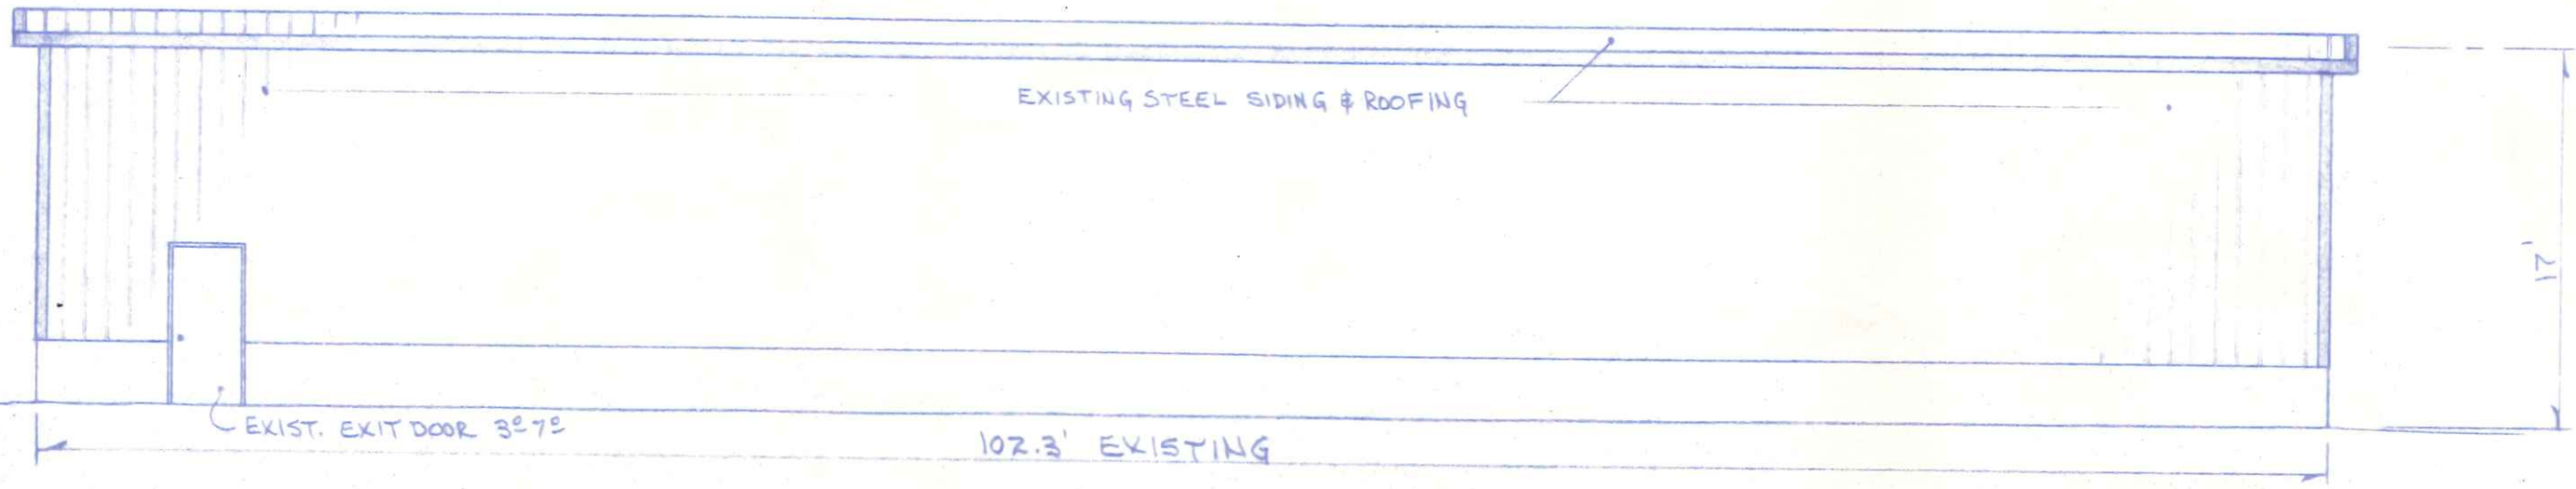 EXISTING STEEL SIDING & ROOFING
17'
EXIST. EXIT DOOR 3º 7º
102.3' EXISTING